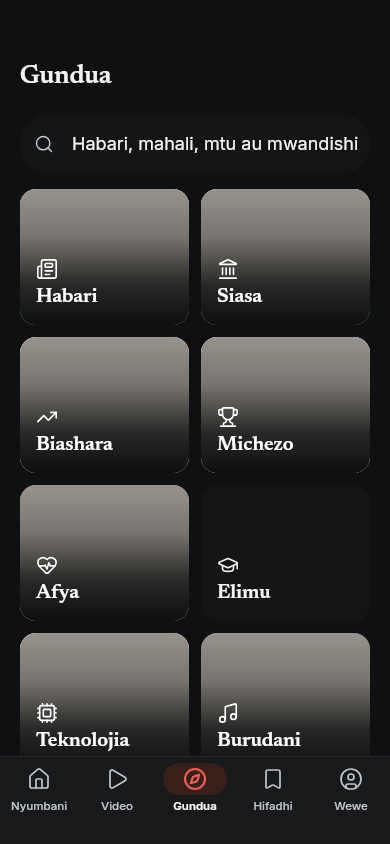 Gundua
Habari, mahali, mtu au mwandishi
Habari
Siasa
Biashara
Michezo
Afya
Elimu
Teknolojia
Burudani
Nyumbani
Video
Gundua
Hifadhi
Wewe